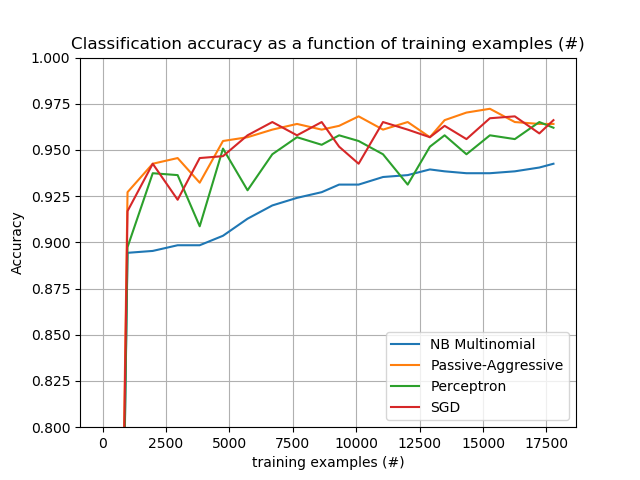 Classification accuracy as a function of training examples (#)
1.000
0.975
0.950
0.925
0.900
0.875
0.850
0.825
0.800
Accuracy
NB Multinomial
Passive-Aggressive
Perceptron
SGD
0 2500 5000 7500 10000 12500 15000 17500
training examples (#)